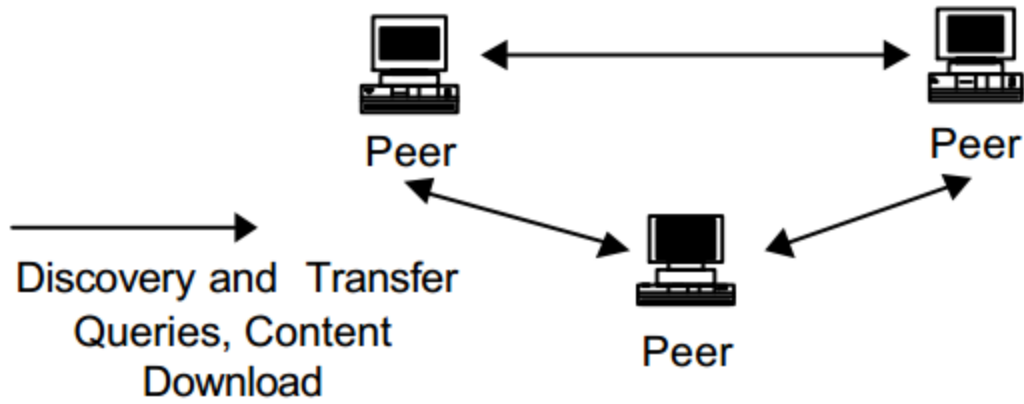 Peer
Peer
Discovery and Transfer
Queries, Content
Download
Peer